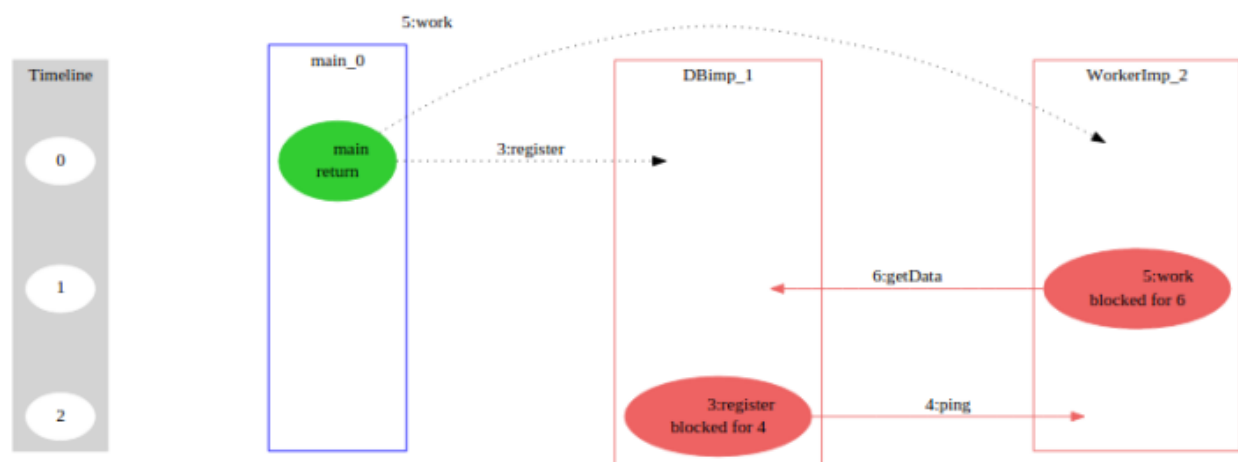 5:work
Timeline
main_0
DBimp_1
WorkerImp_2
0
main
return
3:register
1
6:getData
5:work
blocked for 6
2
3:register
blocked for 4
4:ping